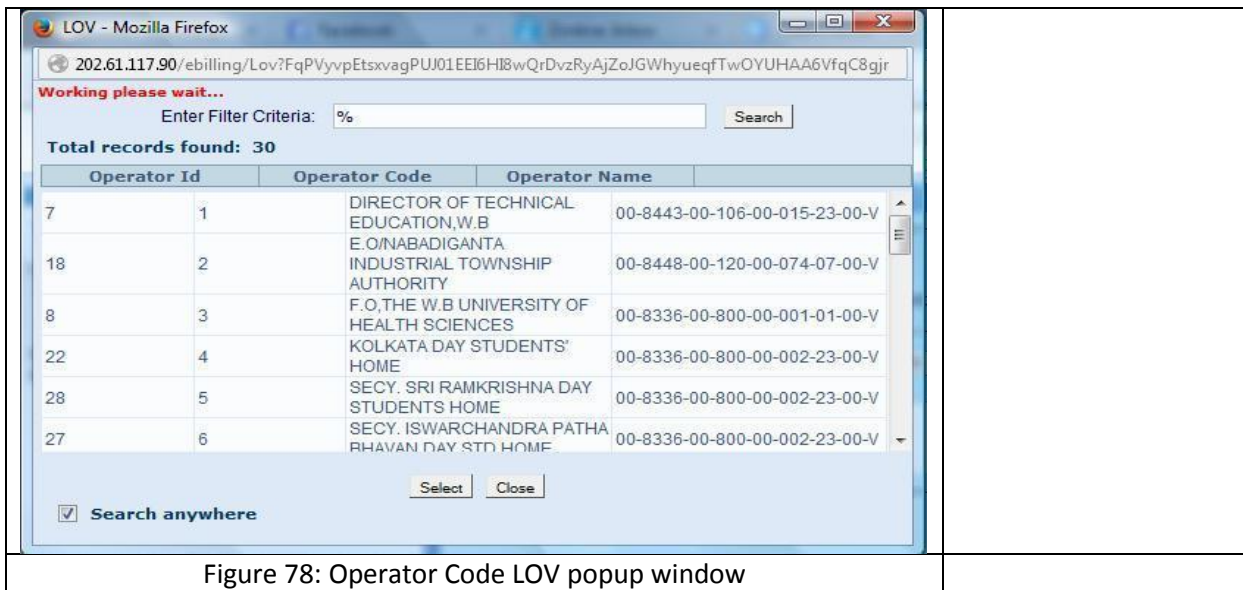 LOV - Mozilla Firefox
202.61.117.90/ebilling/Lov?FqPVyvpEtsxvagPUJ01EEI6HI8wQrDvzRyAjZoJGWhyueqfTwOYUHAA6VfqC8gjr
Working please wait...
Enter Filter Criteria: % Search
Total records found: 30
Operator Id Operator Code Operator Name
7 1 DIRECTOR OF TECHNICAL EDUCATION,W.B 00-8443-00-106-00-015-23-00-V
18 2 E.O/NABADIGANTA INDUSTRIAL TOWNSHIP AUTHORITY 00-8448-00-120-00-074-07-00-V
8 3 F.O,THE W.B UNIVERSITY OF HEALTH SCIENCES 00-8336-00-800-00-001-01-00-V
22 4 KOLKATA DAY STUDENTS' HOME 00-8336-00-800-00-002-23-00-V
28 5 SECY. SRI RAMKRISHNA DAY STUDENTS HOME 00-8336-00-800-00-002-23-00-V
27 6 SECY. ISWARCHANDRA PATHA BHAVAN DAY STD HOME 00-8336-00-800-00-002-23-00-V
Select Close
Search anywhere
Figure 78: Operator Code LOV popup window